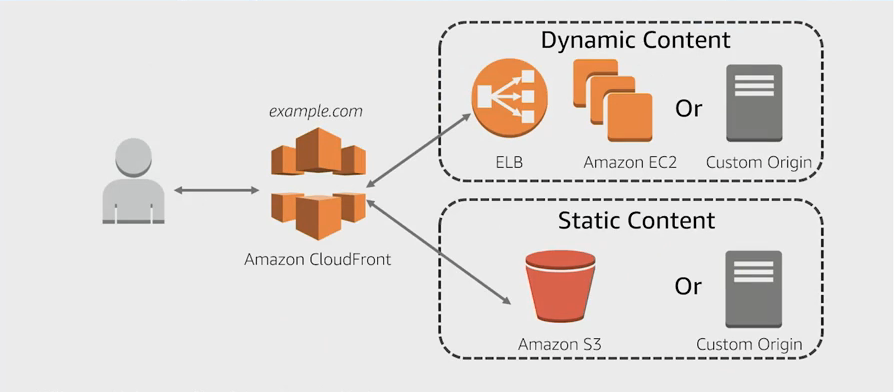 Dynamic Content
example.com
Or
ELB
Amazon EC2
Custom Origin
Static Content
Amazon CloudFront
Or
Amazon S3
Custom Origin